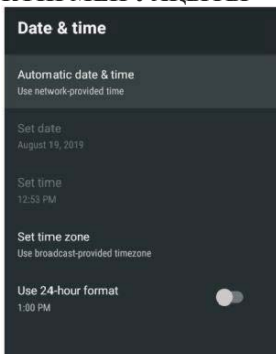 Date & time
Automatic date & time
Use network-provided time
Set date
August 19, 2019
Set time
12:53 PM
Set time zone
Use broadcast-provided timezone
Use 24-hour format
1:00 PM